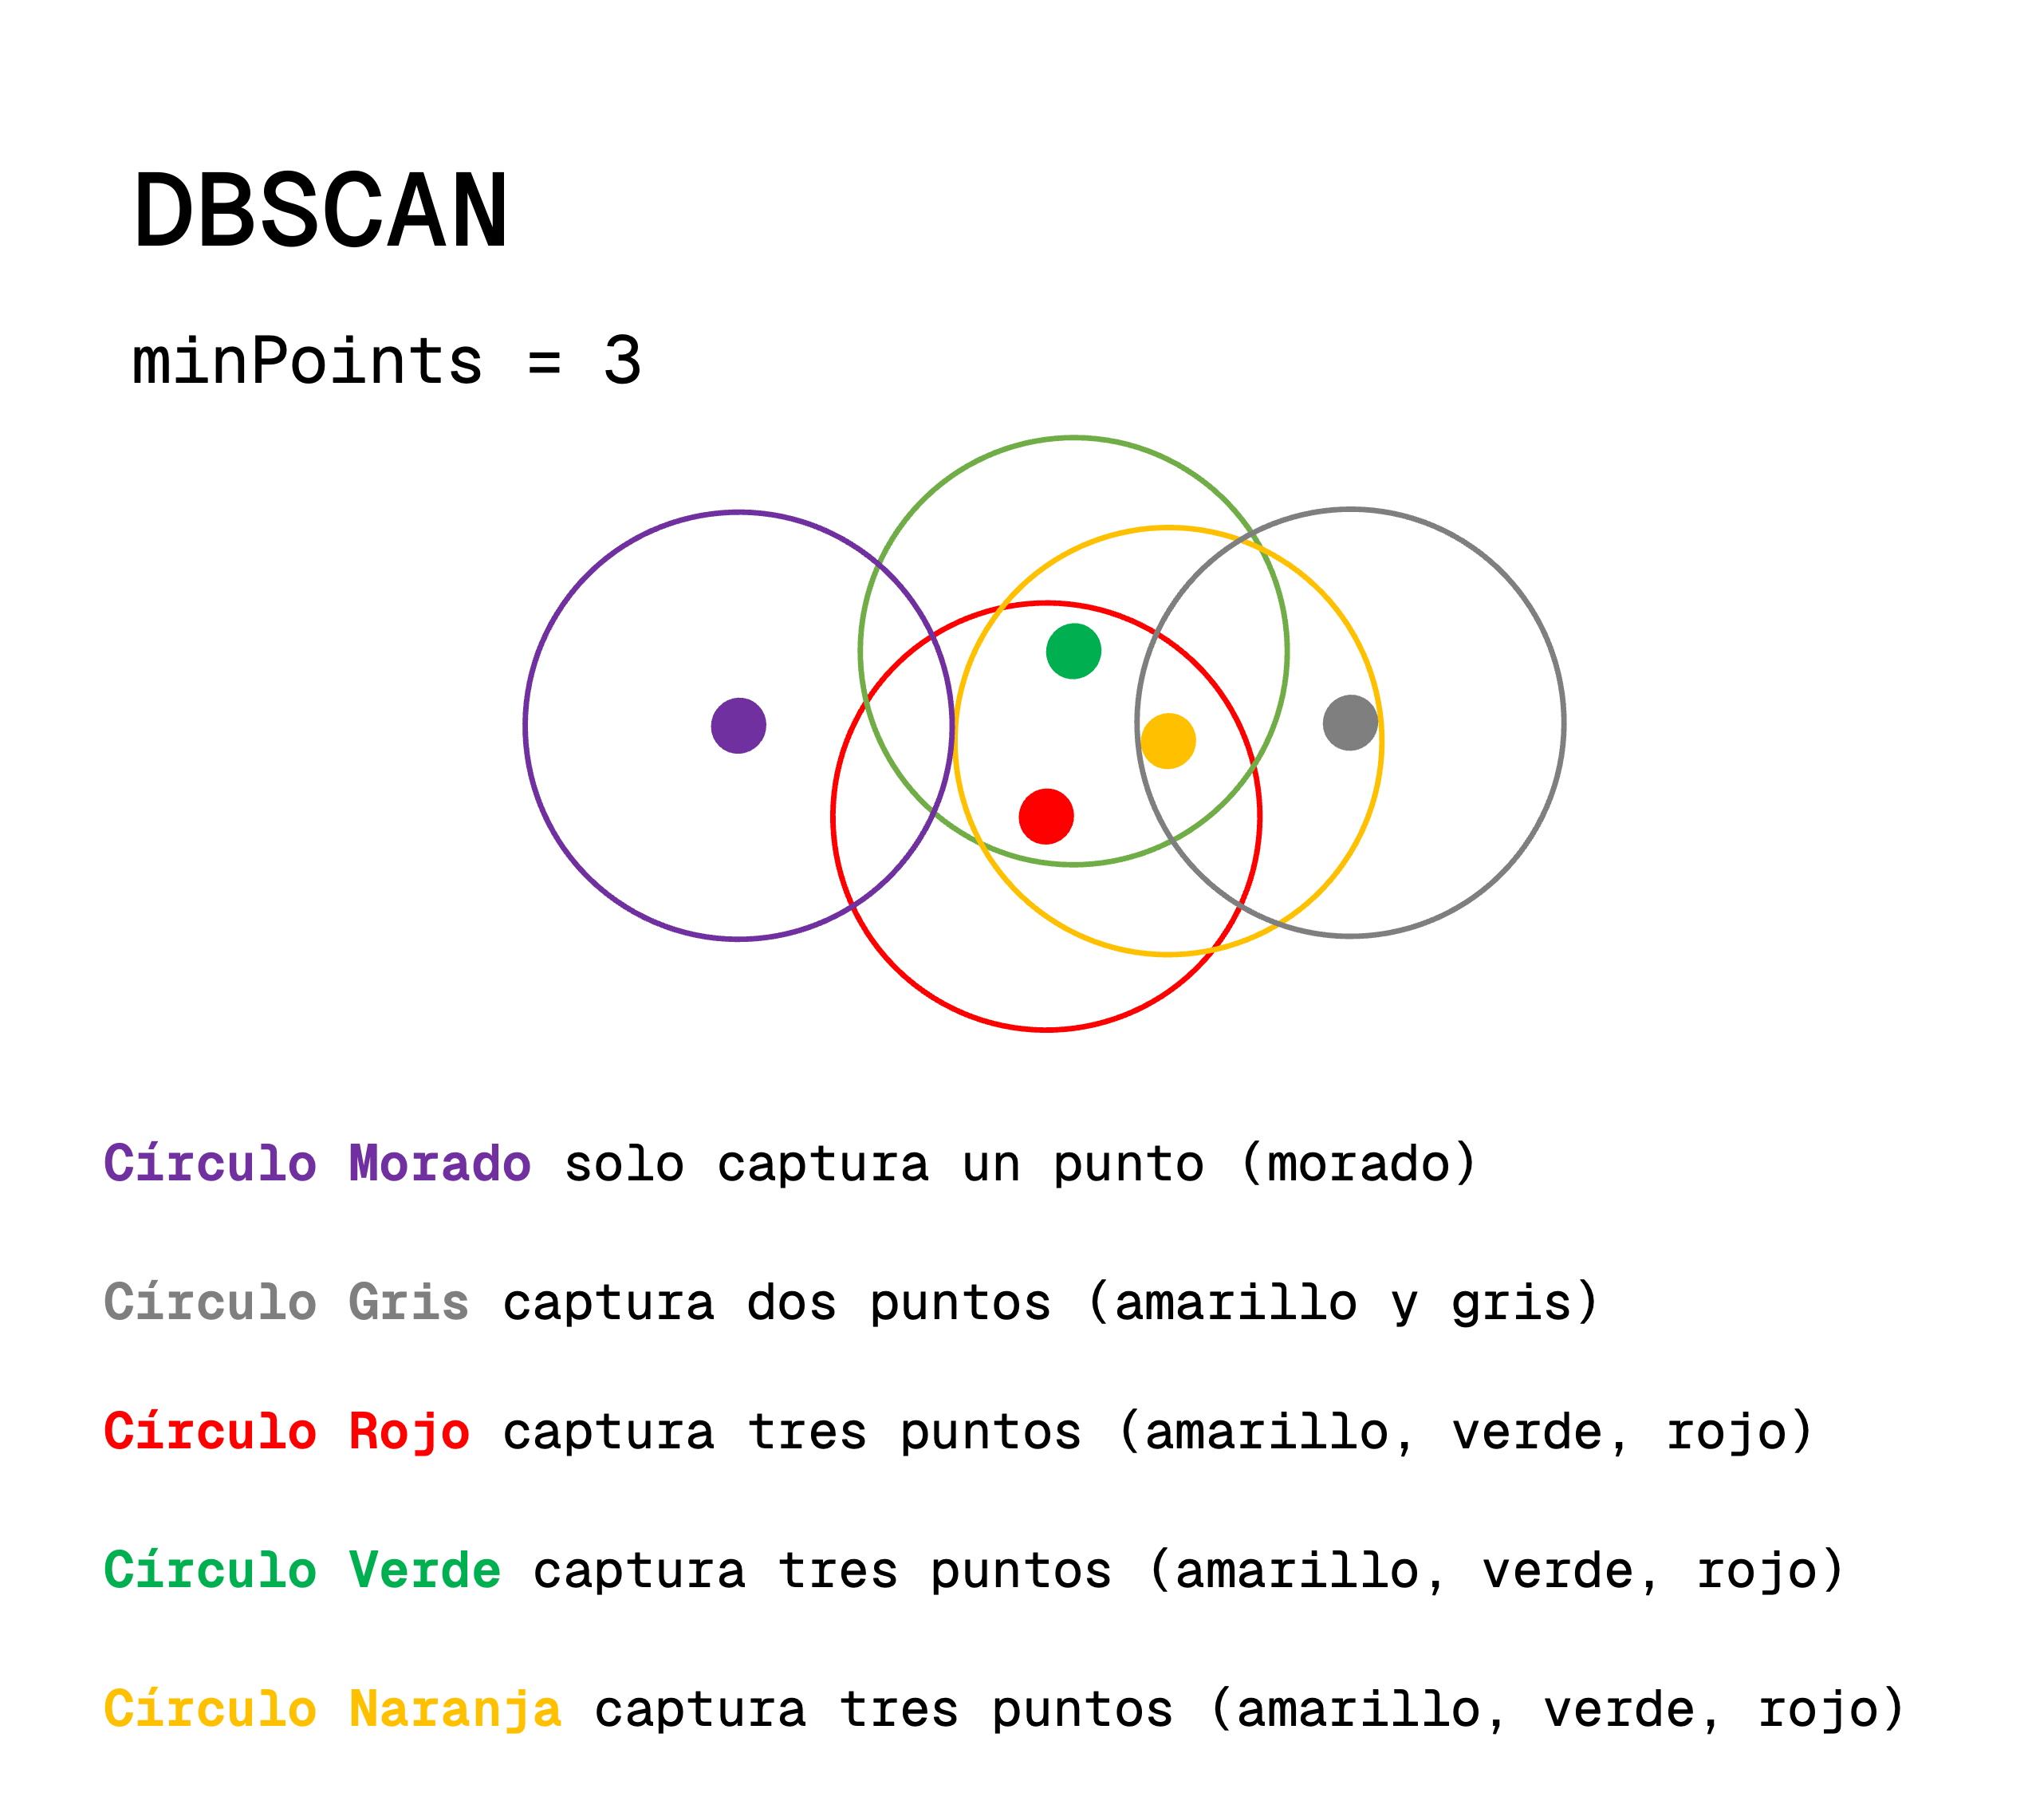 DBSCAN
minPoints = 3
Círculo Morado solo captura un punto (morado)
Círculo Gris captura dos puntos (amarillo y gris)
Círculo Rojo captura tres puntos (amarillo, verde, rojo)
Círculo Verde captura tres puntos (amarillo, verde, rojo)
Círculo Naranja captura tres puntos (amarillo, verde, rojo)